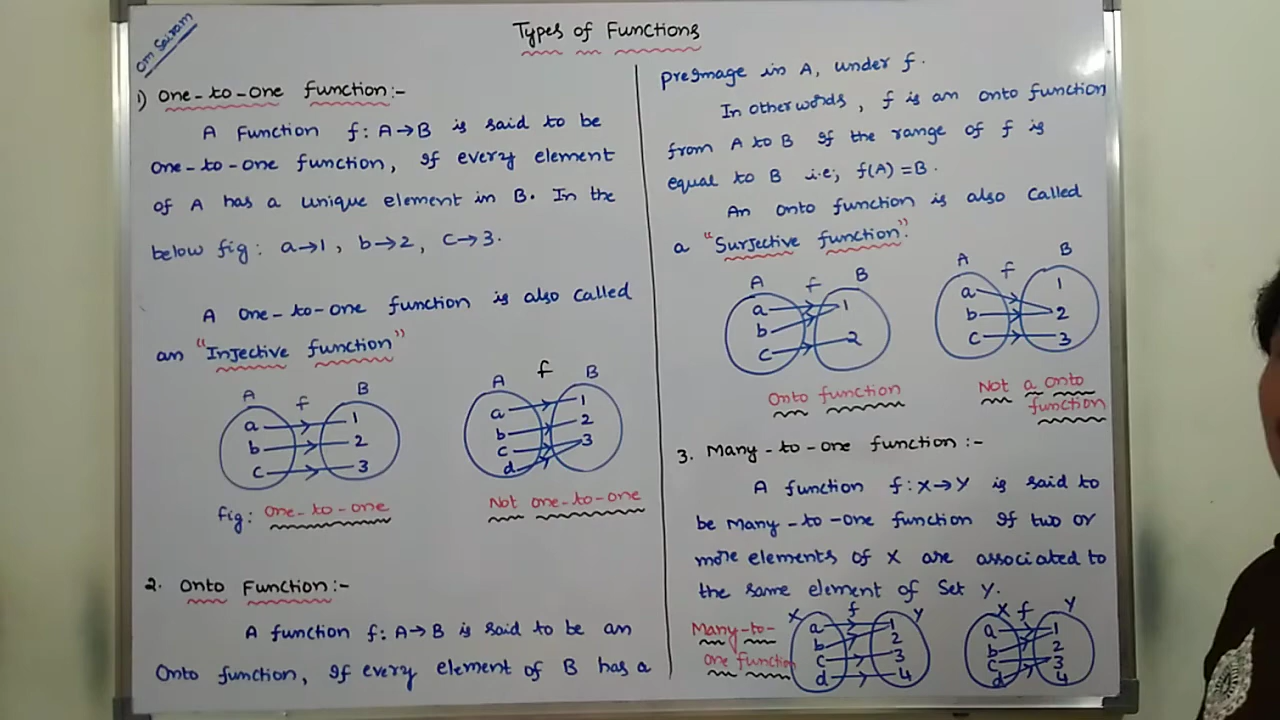 Om Sairam
Types of Functions
1) One-to-one function:-
A Function f: A→B is said to be
one-to-one function, If every element
of A has a unique element in B. In the
below fig: a→1, b→2, c→3.
A One-to-one function is also called
an "Injective function"
A f B
a 1
b 2
c 3
fig: One-to-one
A f B
a 1
b 2
c 3
d
Not one-to-one
2. Onto Function:-
A function f: A→B is said to be an
Onto function, If every element of B has a
preImage in A, under f.
In otherwords, f is an onto function
from A to B If the range of f is
equal to B i.e; f(A)=B.
An onto function is also called
a "Surjective function".
A f B
a 1
b 2
c
Onto function
A f B
a 1
b 2
c 3
Not a onto
function
3. Many-to-one function:-
A function f: X→Y is said to
be Many-to-one function If two or
more elements of X are associated to
the same element of Set Y.
Many-to-
one function
X f Y
a 1
b 2
c 3
d 4
X f Y
a 1
b 2
c 3
d 4